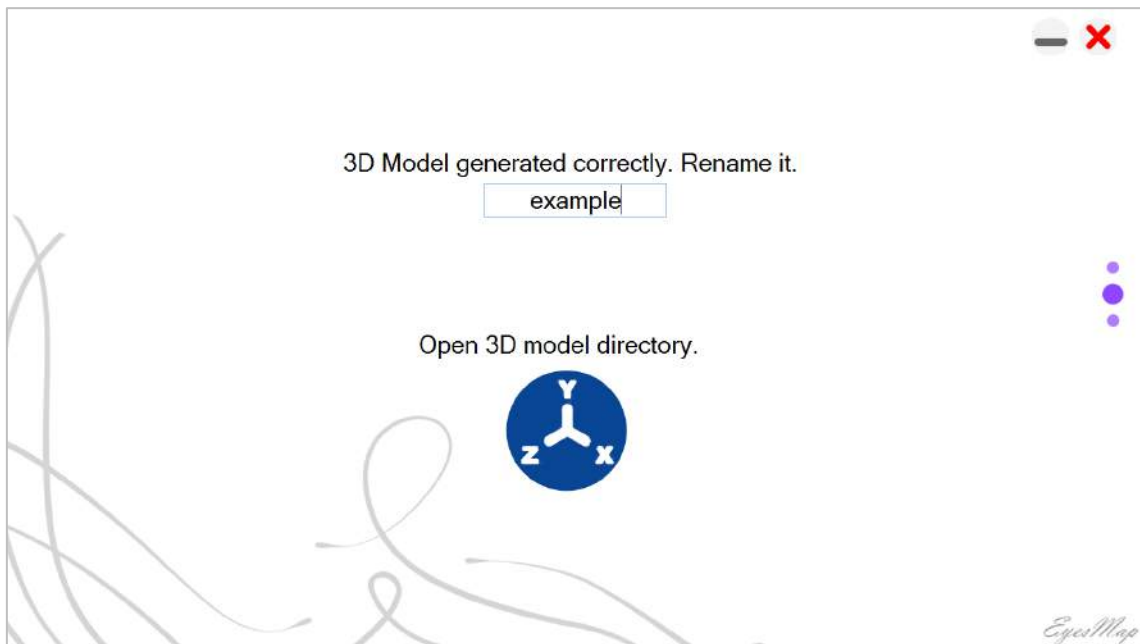 3D Model generated correctly. Rename it.
example
Open 3D model directory.
Y
Z X
EyesMap